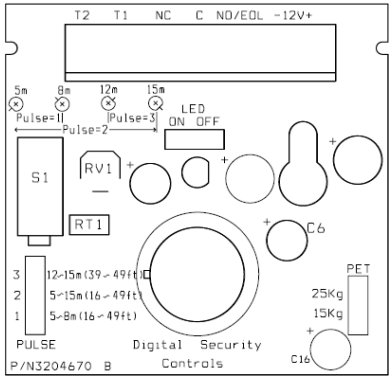 T2 T1 NC C NO/EOL -12V+
5m 8m 12m 15m
Pulse=1 Pulse=3
Pulse=2
LED
ON OFF
S1
RV1
RT1
C6
3 12~15m(39~49ft)
2 5~15m(16~49ft)
1 5~8m(16~49ft)
PULSE
PET
25Kg
15Kg
Digital Security
Controls
C16
P/N3204670 B